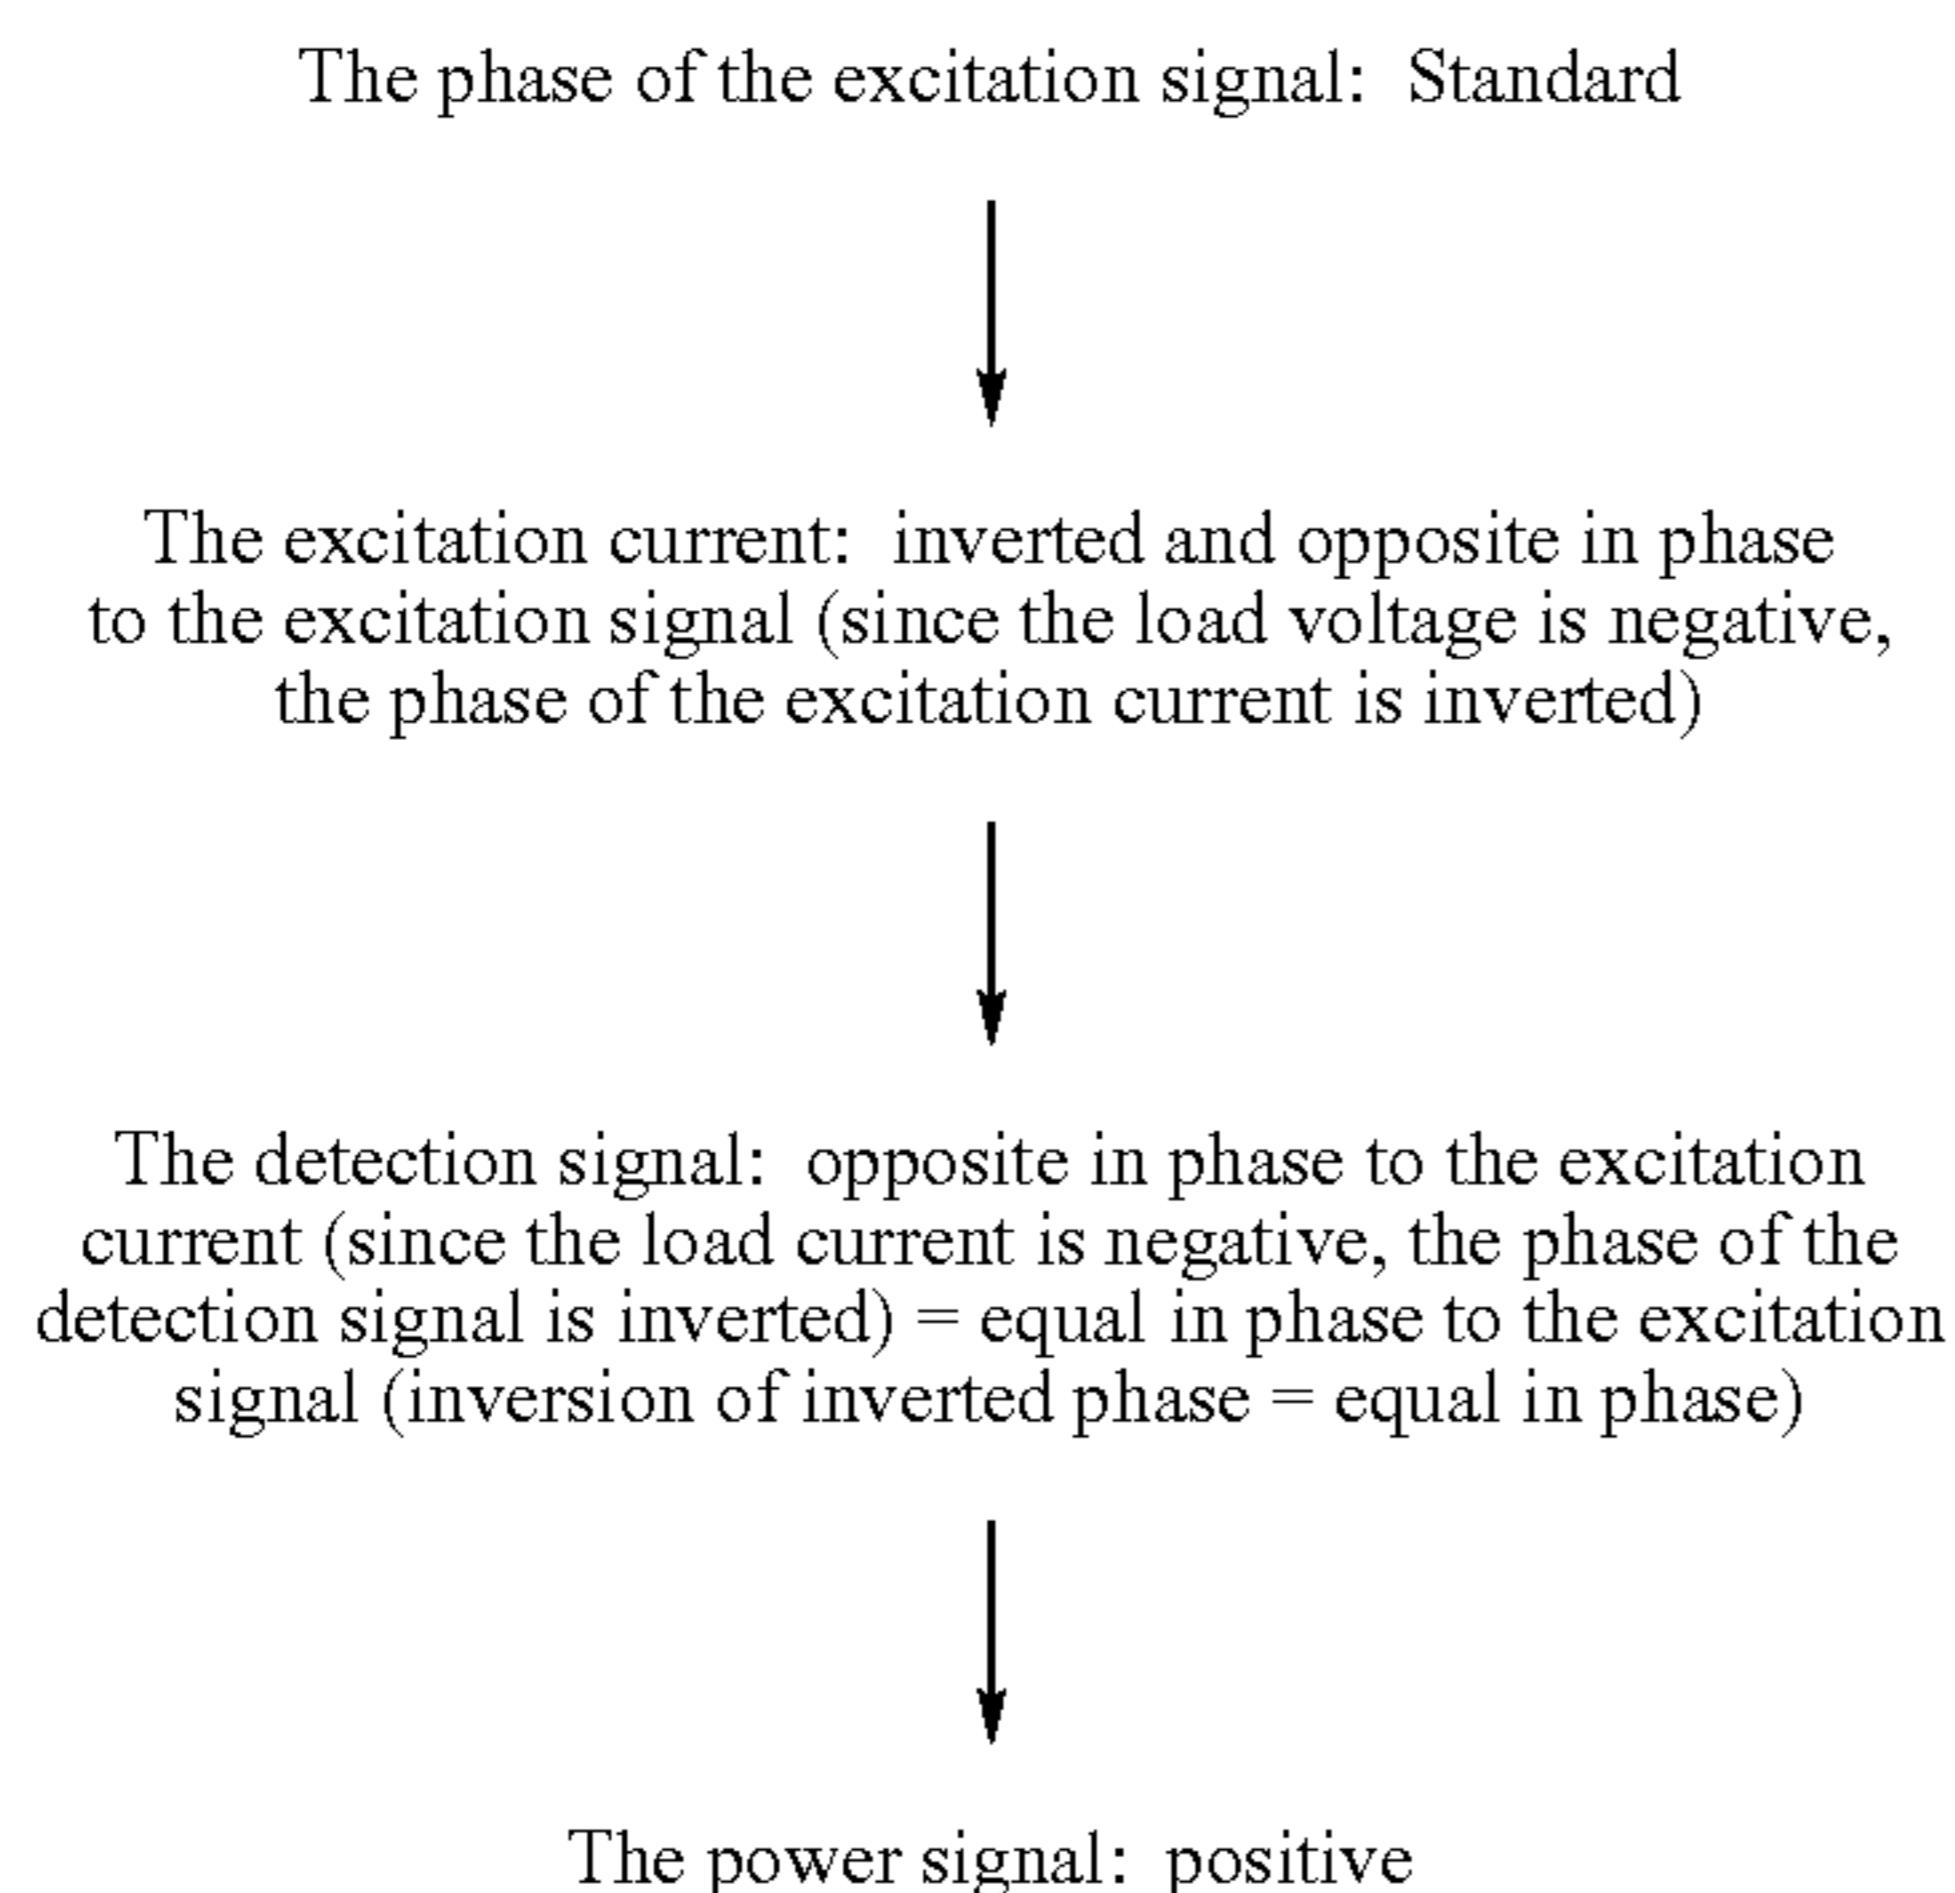 The phase of the excitation signal: Standard
The excitation current: inverted and opposite in phase
to the excitation signal (since the load voltage is negative,
the phase of the excitation current is inverted)
The detection signal: opposite in phase to the excitation
current (since the load current is negative, the phase of the
detection signal is inverted) = equal in phase to the excitation
signal (inversion of inverted phase = equal in phase)
The power signal: positive